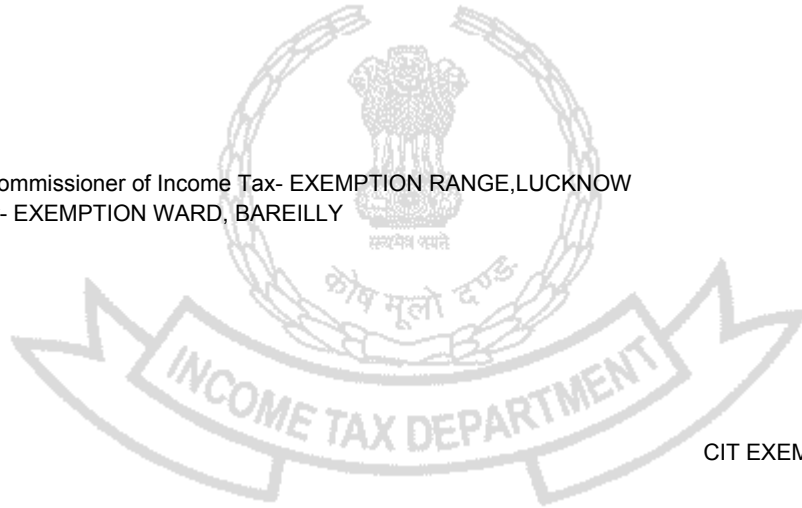 ommissioner of Income Tax- EXEMPTION RANGE,LUCKNOW
- EXEMPTION WARD, BAREILLY
सत्यमेव जयते
कोष मूलो दण्ड:
INCOME TAX DEPARTMENT
CIT EXEM